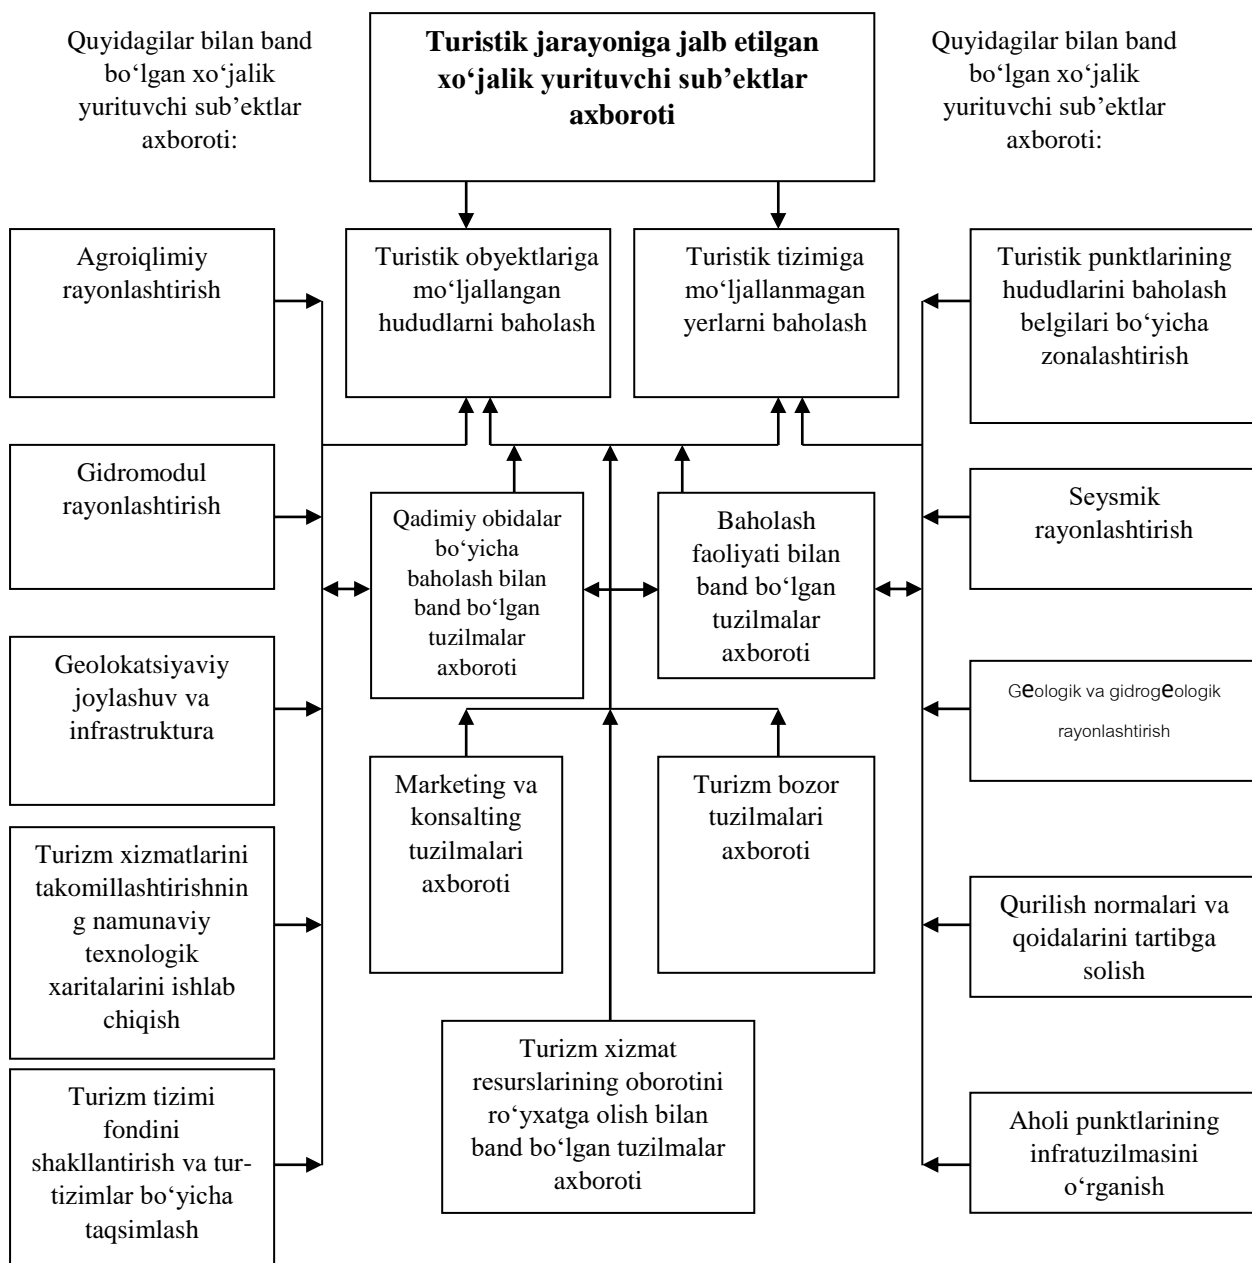 Quyidagilar bilan band
bo‘lgan xo‘jalik
yurituvchi sub’ektlar
axboroti:
Turistik jarayoniga jalb etilgan
xo‘jalik yurituvchi sub’ektlar
axboroti
Quyidagilar bilan band
bo‘lgan xo‘jalik
yurituvchi sub’ektlar
axboroti:
Agroiqlimiy
rayonlashtirish
Turistik obyektlariga
mo‘ljallangan
hududlarni baholash
Turistik tizimiga
mo‘ljallanmagan
yerlarni baholash
Turistik punktlarining
hududlarini baholash
belgilari bo‘yicha
zonalashtirish
Gidromodul
rayonlashtirish
Qadimiy obidalar
bo‘yicha
baholash bilan
band bo‘lgan
tuzilmalar
axboroti
Baholash
faoliyati bilan
band bo‘lgan
tuzilmalar
axboroti
Seysmik
rayonlashtirish
Geolokatsiyaviy
joylashuv va
infrastruktura
Geologik va gidrogeologik
rayonlashtirish
Marketing va
konsalting
tuzilmalari
axboroti
Turizm bozor
tuzilmalari
axboroti
Turizm xizmatlarini
takomillashtirishnin
g namunaviy
texnologik
xaritalarini ishlab
chiqish
Qurilish normalari va
qoidalarini tartibga
solish
Turizm xizmat
resurslarining oborotini
ro‘yxatga olish bilan
band bo‘lgan tuzilmalar
axboroti
Turizm tizimi
fondini
shakllantirish va tur-
tizimlar bo‘yicha
taqsimlash
Aholi punktlarining
infratuzilmasini
o‘rganish